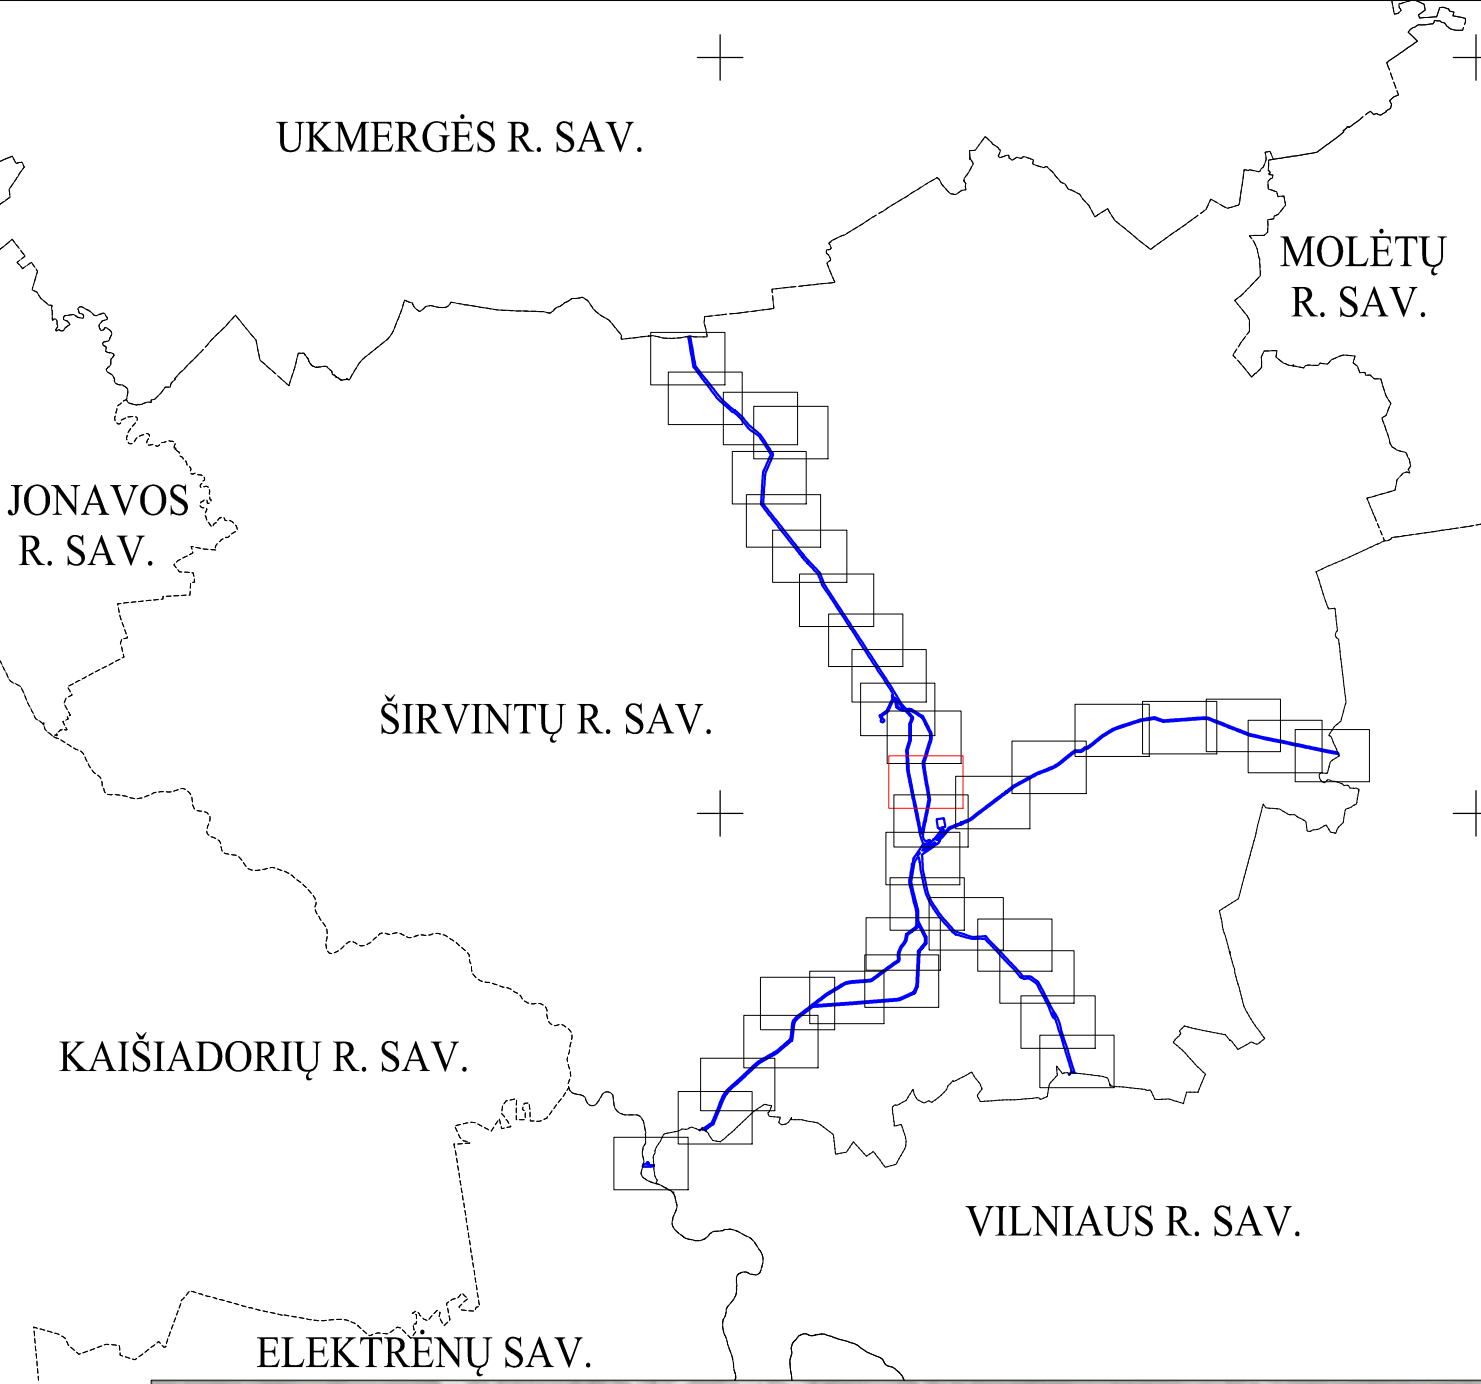 UKMERGĖS R. SAV.
MOLĖTŲ
R. SAV.
JONAVOS
R. SAV.
ŠIRVINTŲ R. SAV.
KAIŠIADORIŲ R. SAV.
VILNIAUS R. SAV.
ELEKTRĖNŲ SAV.